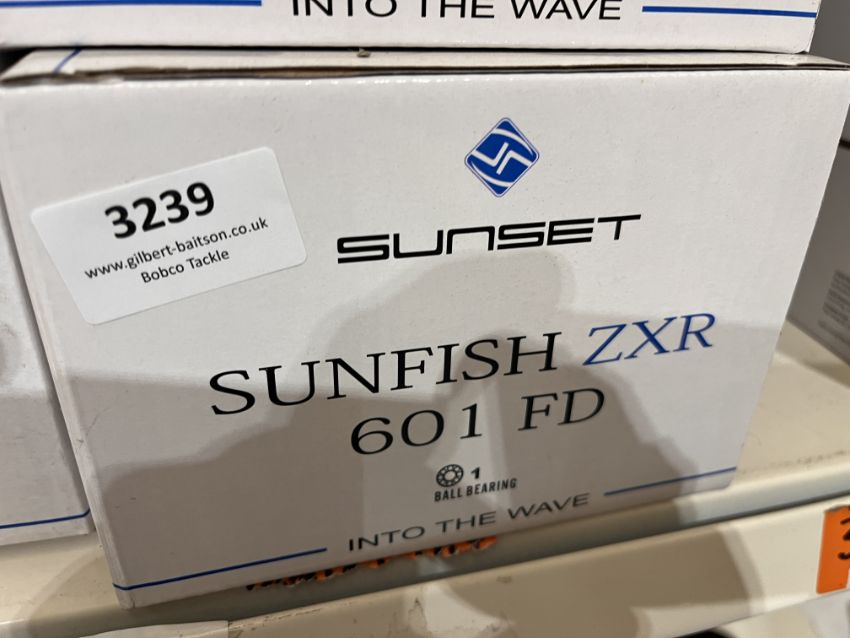 INTO THE WAVE
3239
www.gilbert-baitson.co.uk
Bobco Tackle
SUNSET
SUNFISH ZXR
601 FD
1
BALL BEARING
INTO THE WAVE